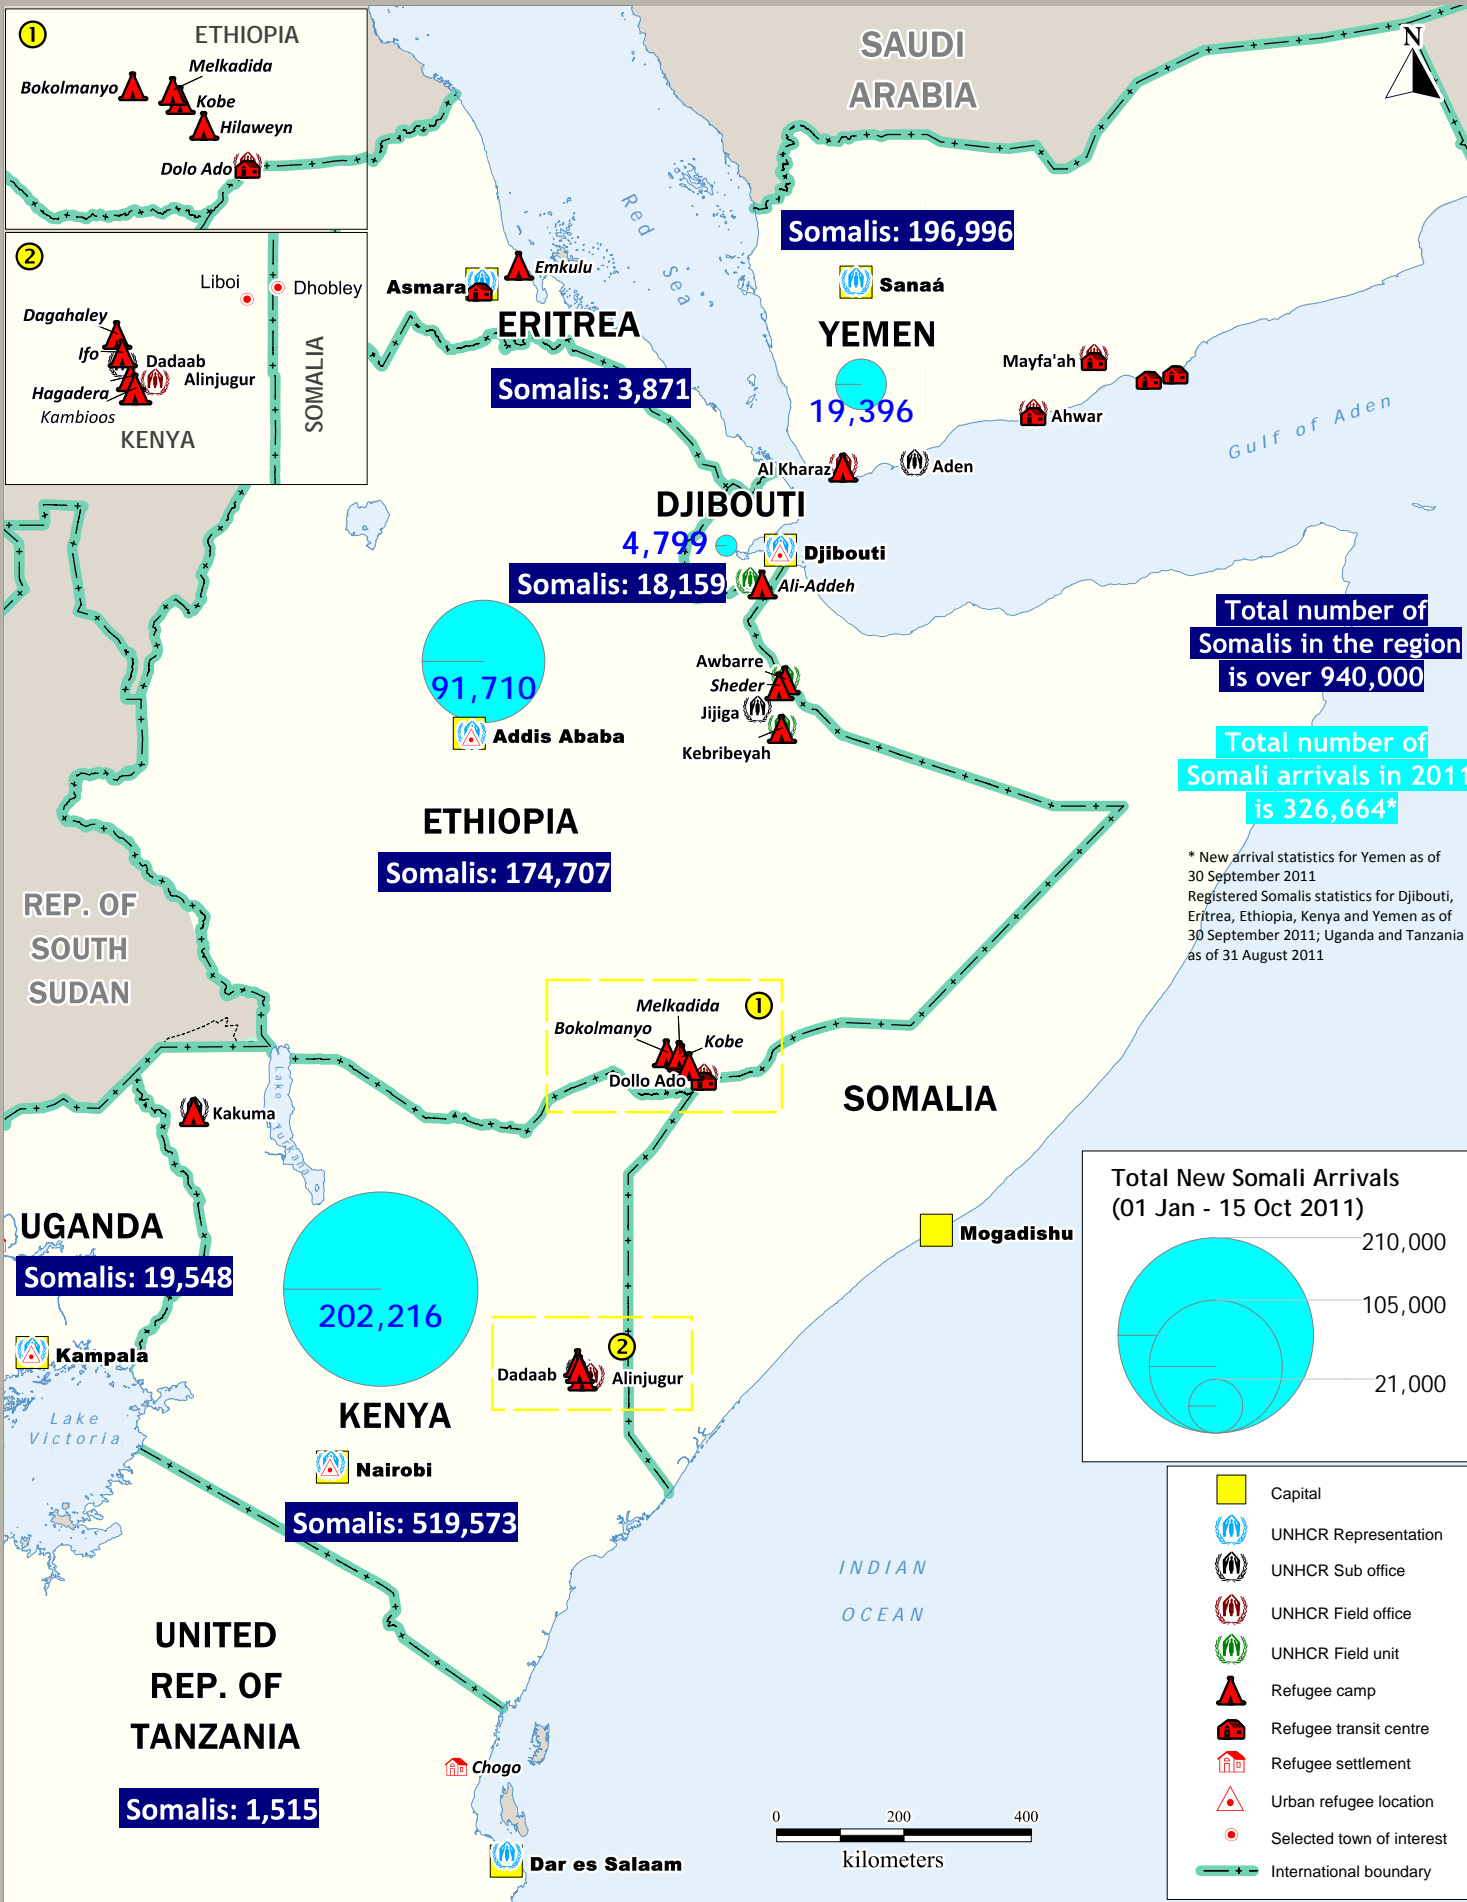 1
ETHIOPIA
Melkadida
Bokolmanyo
Kobe
Hilaweyn
Dolo Ado
2
Liboi
Dhobley
Dagahaley
Ifo
Dadaab
Alinjugur
Hagadera
Kambioos
KENYA
SOMALIA
SAUDI
ARABIA
N
Red Sea
Somalis: 196,996
Sanaá
YEMEN
19,396
Mayfa'ah
Ahwar
Aden
Al Kharaz
Gulf of Aden
Emkulu
Asmara
ERITREA
Somalis: 3,871
DJIBOUTI
4,799
Djibouti
Somalis: 18,159
Ali-Addeh
91,710
Addis Ababa
Awbarre
Sheder
Jijiga
Kebribeyah
ETHIOPIA
Somalis: 174,707
Total number of
Somalis in the region
is over 940,000
Total number of
Somali arrivals in 2011
is 326,664*
* New arrival statistics for Yemen as of
30 September 2011
Registered Somalis statistics for Djibouti,
Eritrea, Ethiopia, Kenya and Yemen as of
30 September 2011; Uganda and Tanzania
as of 31 August 2011
REP. OF
SOUTH
SUDAN
1
Melkadida
Bokolmanyo
Kobe
Dollo Ado
SOMALIA
Lake Turkana
Kakuma
UGANDA
Somalis: 19,548
Kampala
Lake
Victoria
202,216
2
Dadaab
Alinjugur
KENYA
Nairobi
Somalis: 519,573
Mogadishu
Total New Somali Arrivals
(01 Jan - 15 Oct 2011)
210,000
105,000
21,000
Capital
UNHCR Representation
UNHCR Sub office
UNHCR Field office
UNHCR Field unit
Refugee camp
Refugee transit centre
Refugee settlement
Urban refugee location
Selected town of interest
International boundary
INDIAN
OCEAN
UNITED
REP. OF
TANZANIA
Somalis: 1,515
Chogo
Dar es Salaam
0 200 400
kilometers